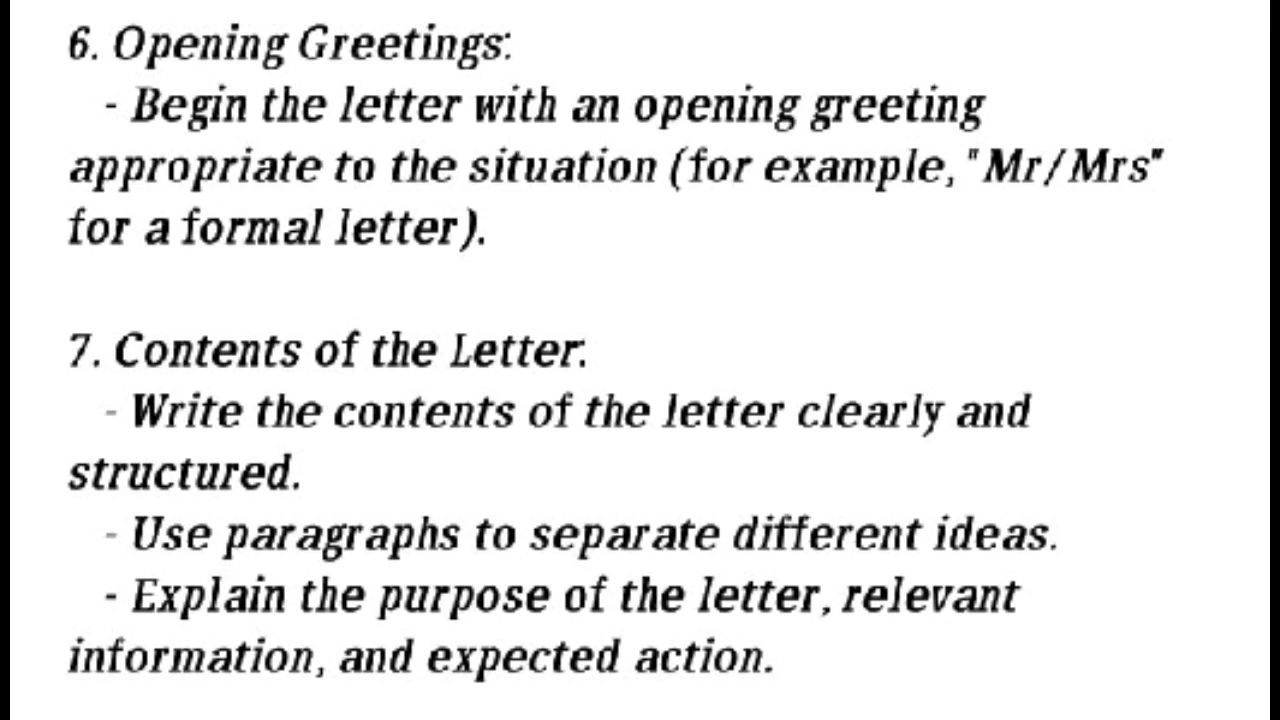 6. Opening Greetings:
- Begin the letter with an opening greeting
appropriate to the situation (for example, "Mr/Mrs"
for a formal letter).
7. Contents of the Letter:
- Write the contents of the letter clearly and
structured.
- Use paragraphs to separate different ideas.
- Explain the purpose of the letter, relevant
information, and expected action.